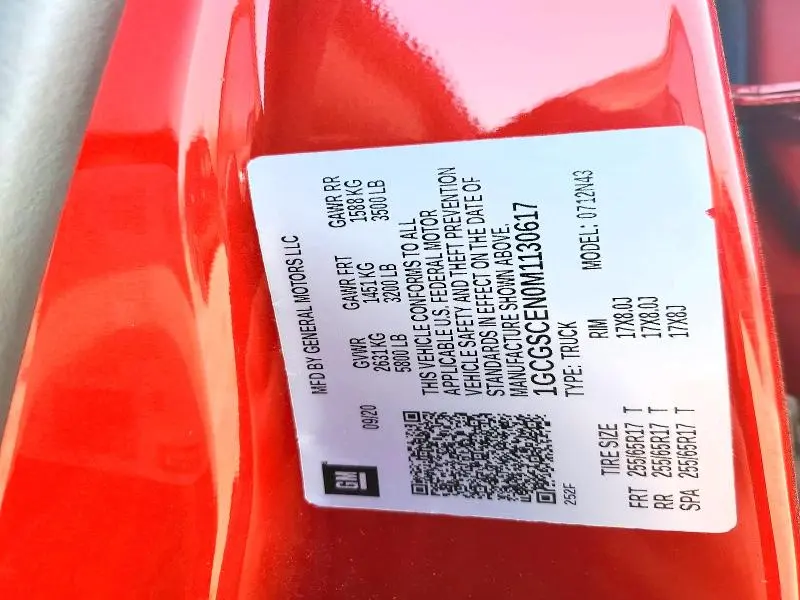 GM
09/20
MFD BY GENERAL MOTORS LLC
GVWR GAWR FRT GAWR RR
2631 KG 1451 KG 1588 KG
5800 LB 3200 LB 3500 LB
THIS VEHICLE CONFORMS TO ALL
APPLICABLE U.S. FEDERAL MOTOR
VEHICLE SAFETY AND THEFT PREVENTION
STANDARDS IN EFFECT ON THE DATE OF
MANUFACTURE SHOWN ABOVE.
1GCGSCEN0M1130617
252F
TYPE: TRUCK MODEL: 0712N43
TIRE SIZE RIM
FRT 255/65R17 T 17X8.0J
RR 255/65R17 T 17X8.0J
SPA 255/65R17 T 17X8J